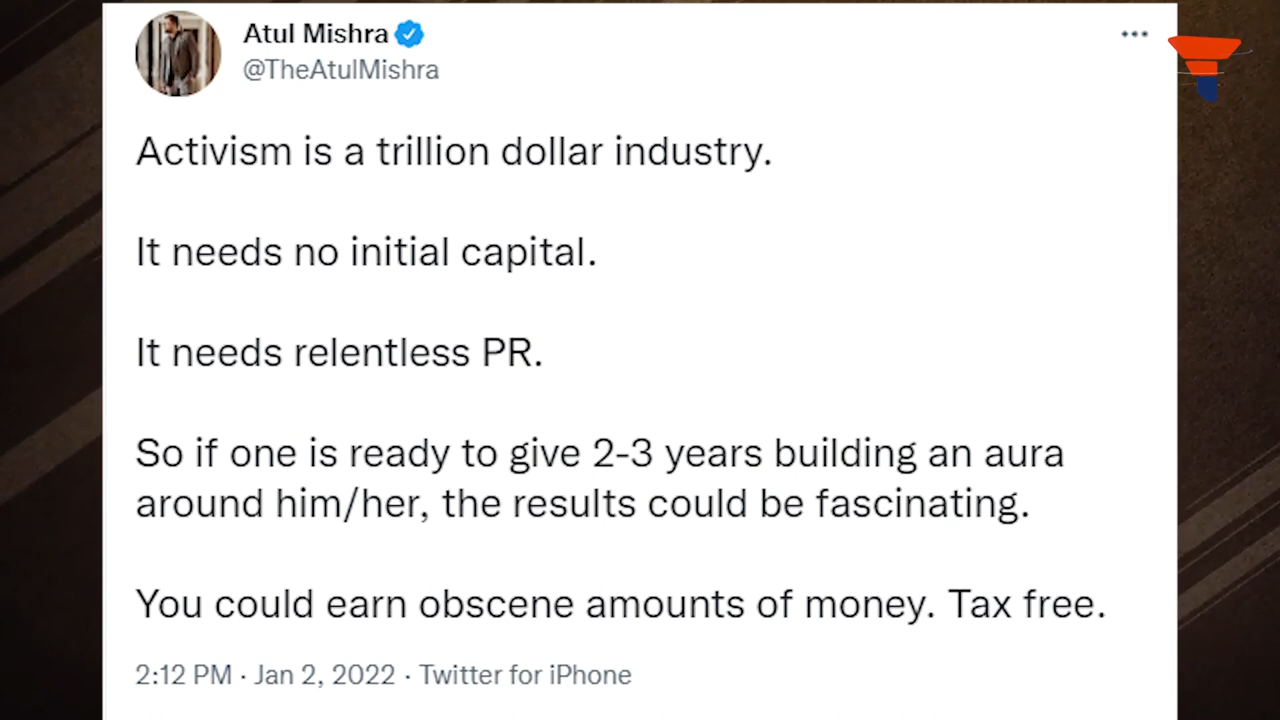 Atul Mishra
@TheAtulMishra
Activism is a trillion dollar industry.
It needs no initial capital.
It needs relentless PR.
So if one is ready to give 2-3 years building an aura
around him/her, the results could be fascinating.
You could earn obscene amounts of money. Tax free.
2:12 PM · Jan 2, 2022 · Twitter for iPhone